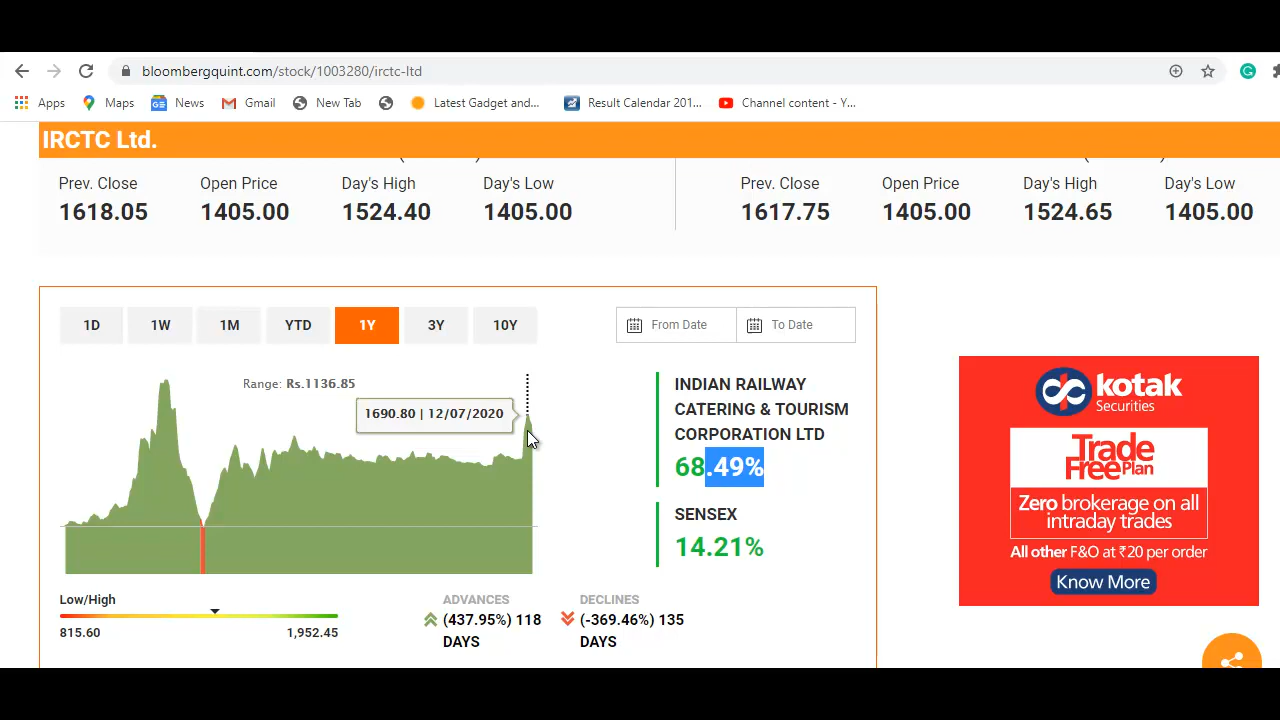 bloombergquint.com/stock/1003280/irctc-ltd
Apps Maps News Gmail New Tab Latest Gadget and... Result Calendar 201... Channel content - Y...
IRCTC Ltd.
Prev. Close Open Price Day's High Day's Low
1618.05 1405.00 1524.40 1405.00
Prev. Close Open Price Day's High Day's Low
1617.75 1405.00 1524.65 1405.00
1D 1W 1M YTD 1Y 3Y 10Y
From Date To Date
Range: Rs.1136.85
1690.80 | 12/07/2020
INDIAN RAILWAY
CATERING & TOURISM
CORPORATION LTD
68.49%
SENSEX
14.21%
Low/High
815.60 1,952.45
ADVANCES
(437.95%) 118
DAYS
DECLINES
(-369.46%) 135
DAYS
kotak
Securities
Trade
Free Plan
Zero brokerage on all
intraday trades
All other F&O at ₹20 per order
Know More